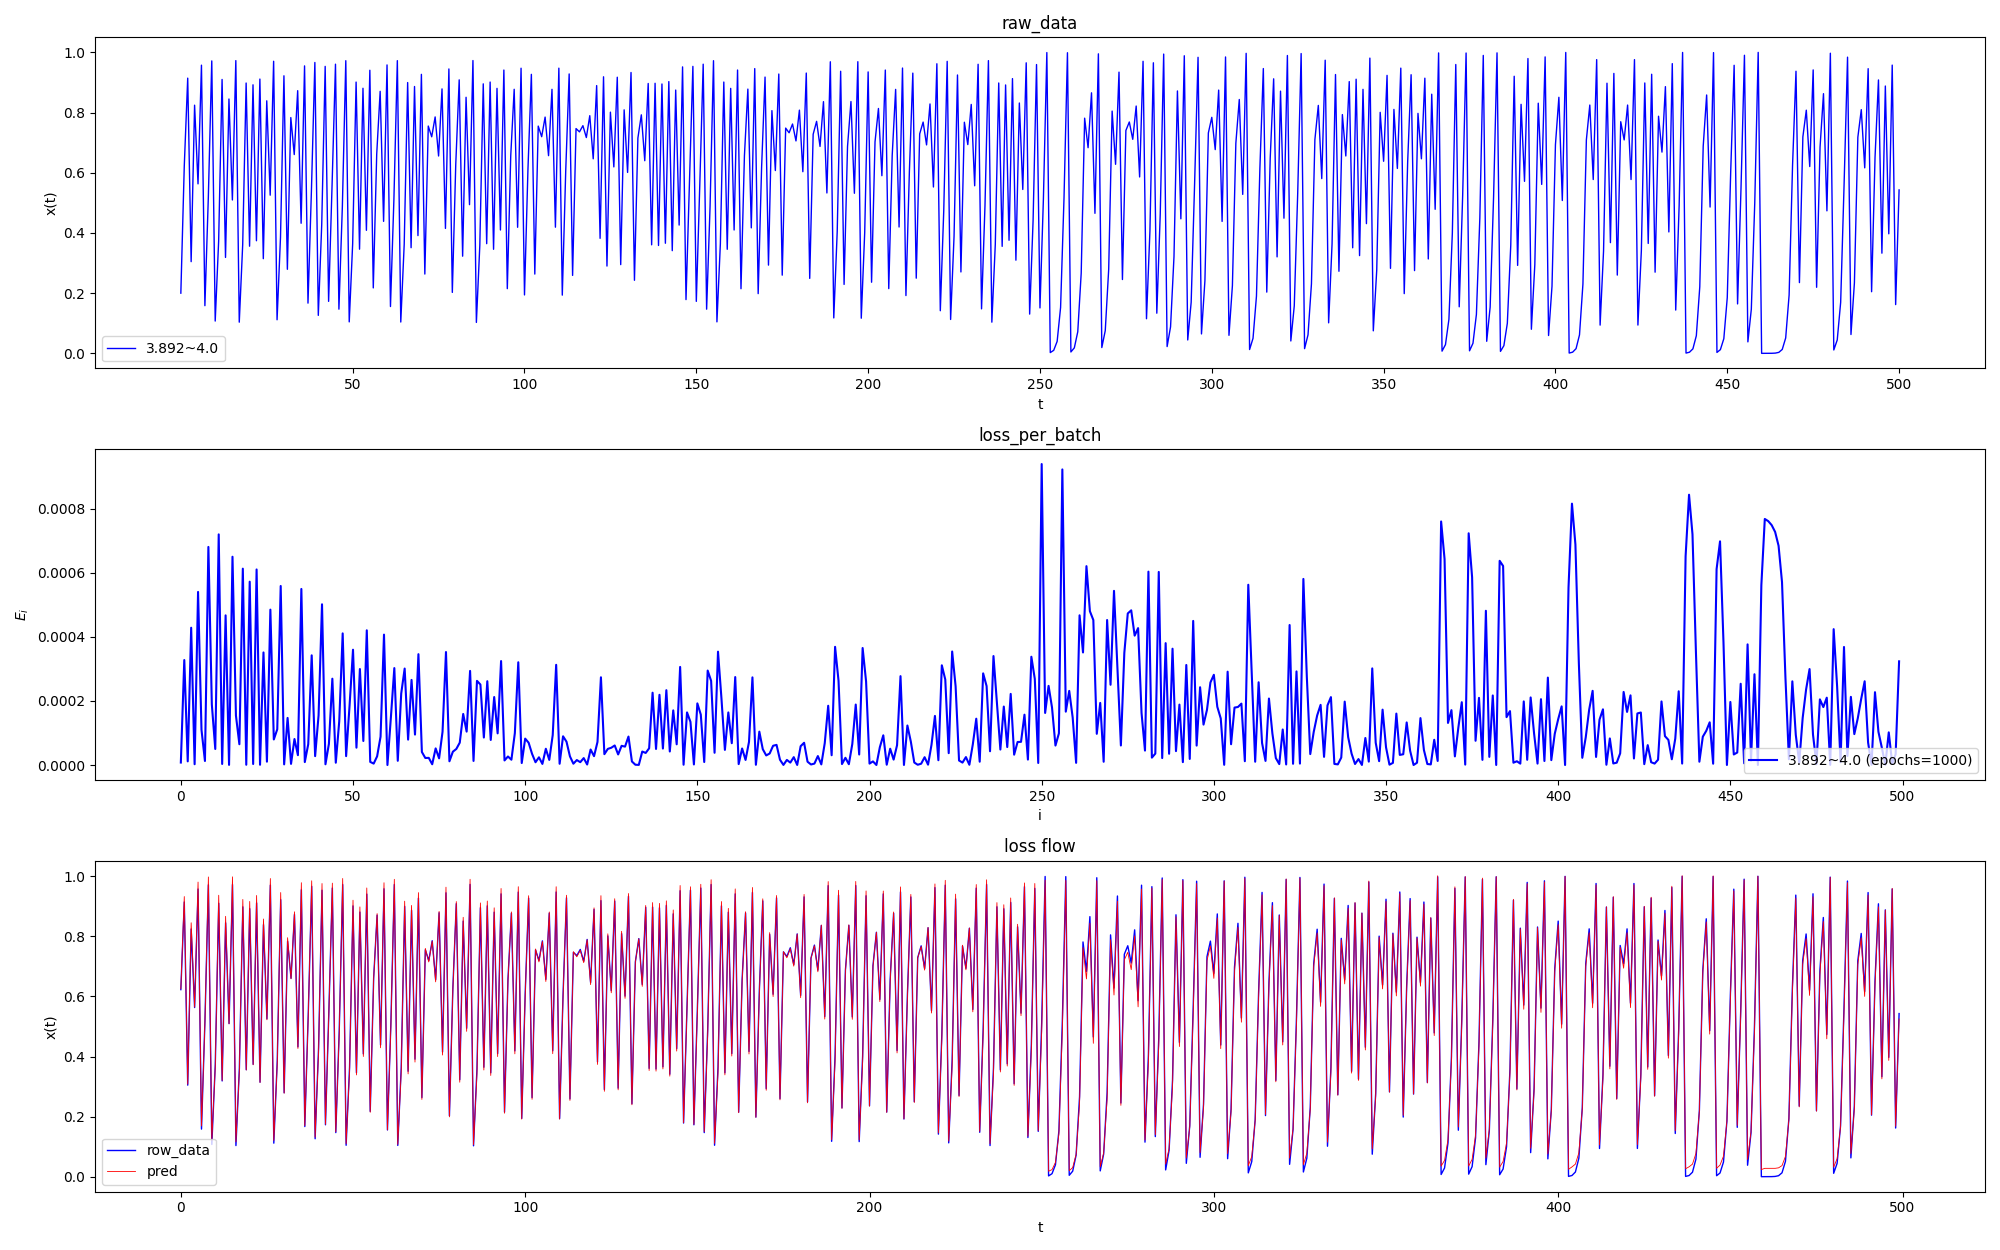 raw_data
1.0
0.8
0.6
0.4
0.2
0.0
x(t)
3.892~4.0
50 100 150 200 250 300 350 400 450 500
t
loss_per_batch
0.0008
0.0006
0.0004
0.0002
0.0000
E_i
3.892~4.0 (epochs=1000)
0 50 100 150 200 250 300 350 400 450 500
i
loss flow
1.0
0.8
0.6
0.4
0.2
0.0
x(t)
row_data
pred
0 100 200 300 400 500
t